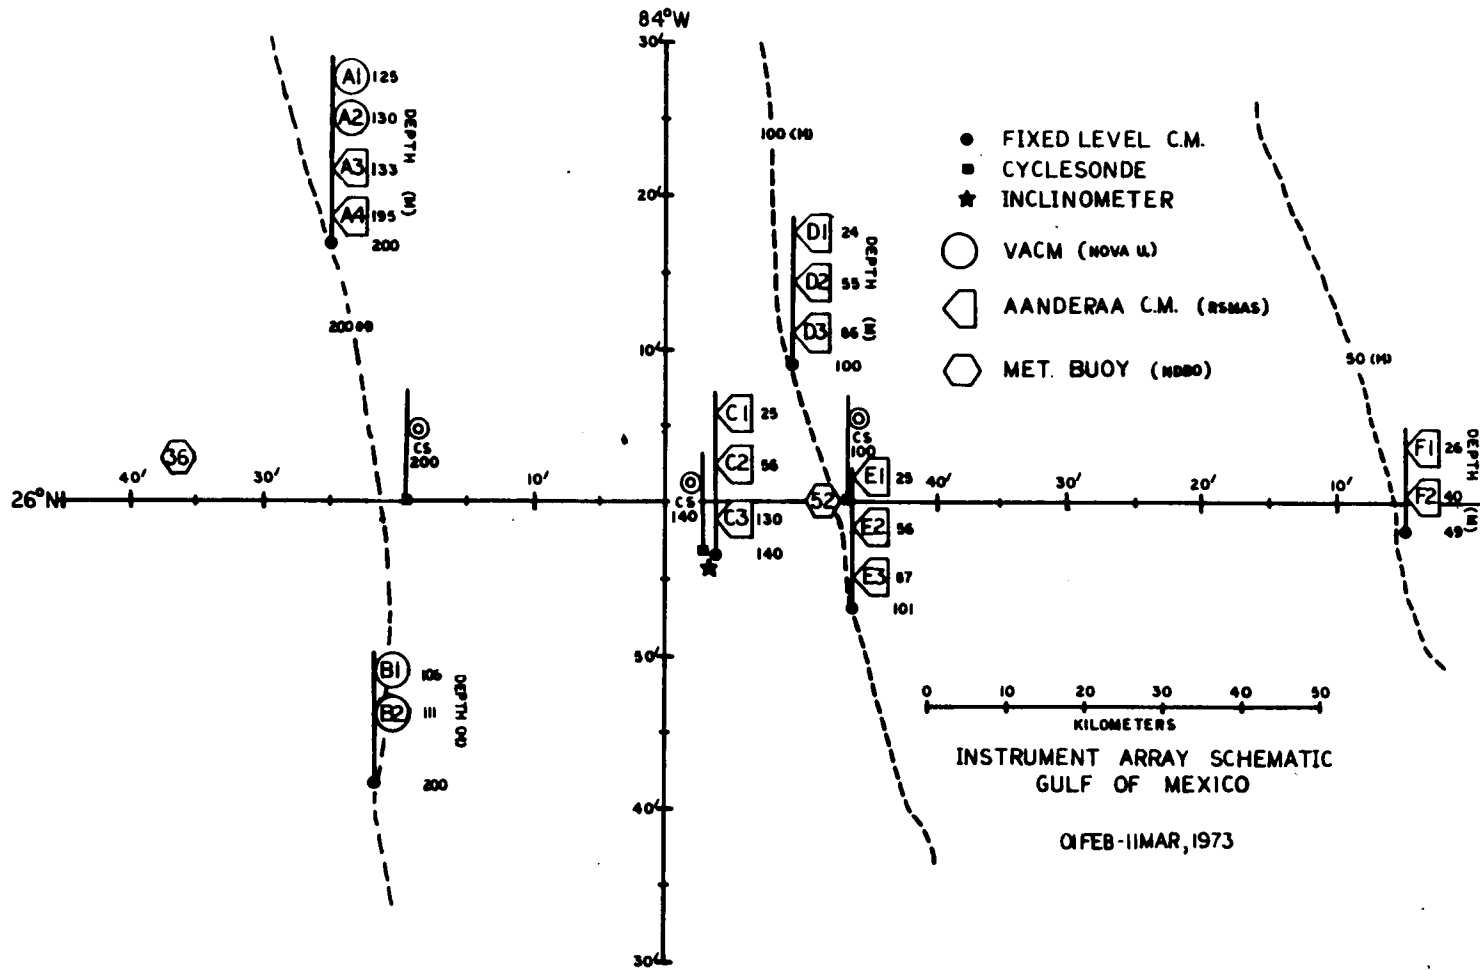 84°W
30'
A1 125
A2 130
A3 133
A4 195
200
DEPTH (M)
100 (M)
20'
10'
D1 24
D2 55
D3 86
100
DEPTH (M)
FIXED LEVEL C.M.
CYCLESONDE
INCLINOMETER
VACM (NOVA U.)
AANDERAA C.M. (RSMAS)
MET. BUOY (NDBO)
50 (M)
36
CS
200
C1 25
C2 56
C3 130
140
CS
140
CS
100
52
E1 25
E2 56
E3 87
101
F1 26
F2 40
49
DEPTH (M)
26°N
40'
30'
10'
40'
30'
20'
10'
50'
40'
30'
B1 106
B2 111
200
DEPTH (M)
0 10 20 30 40 50
KILOMETERS
INSTRUMENT ARRAY SCHEMATIC
GULF OF MEXICO
01FEB-11MAR, 1973